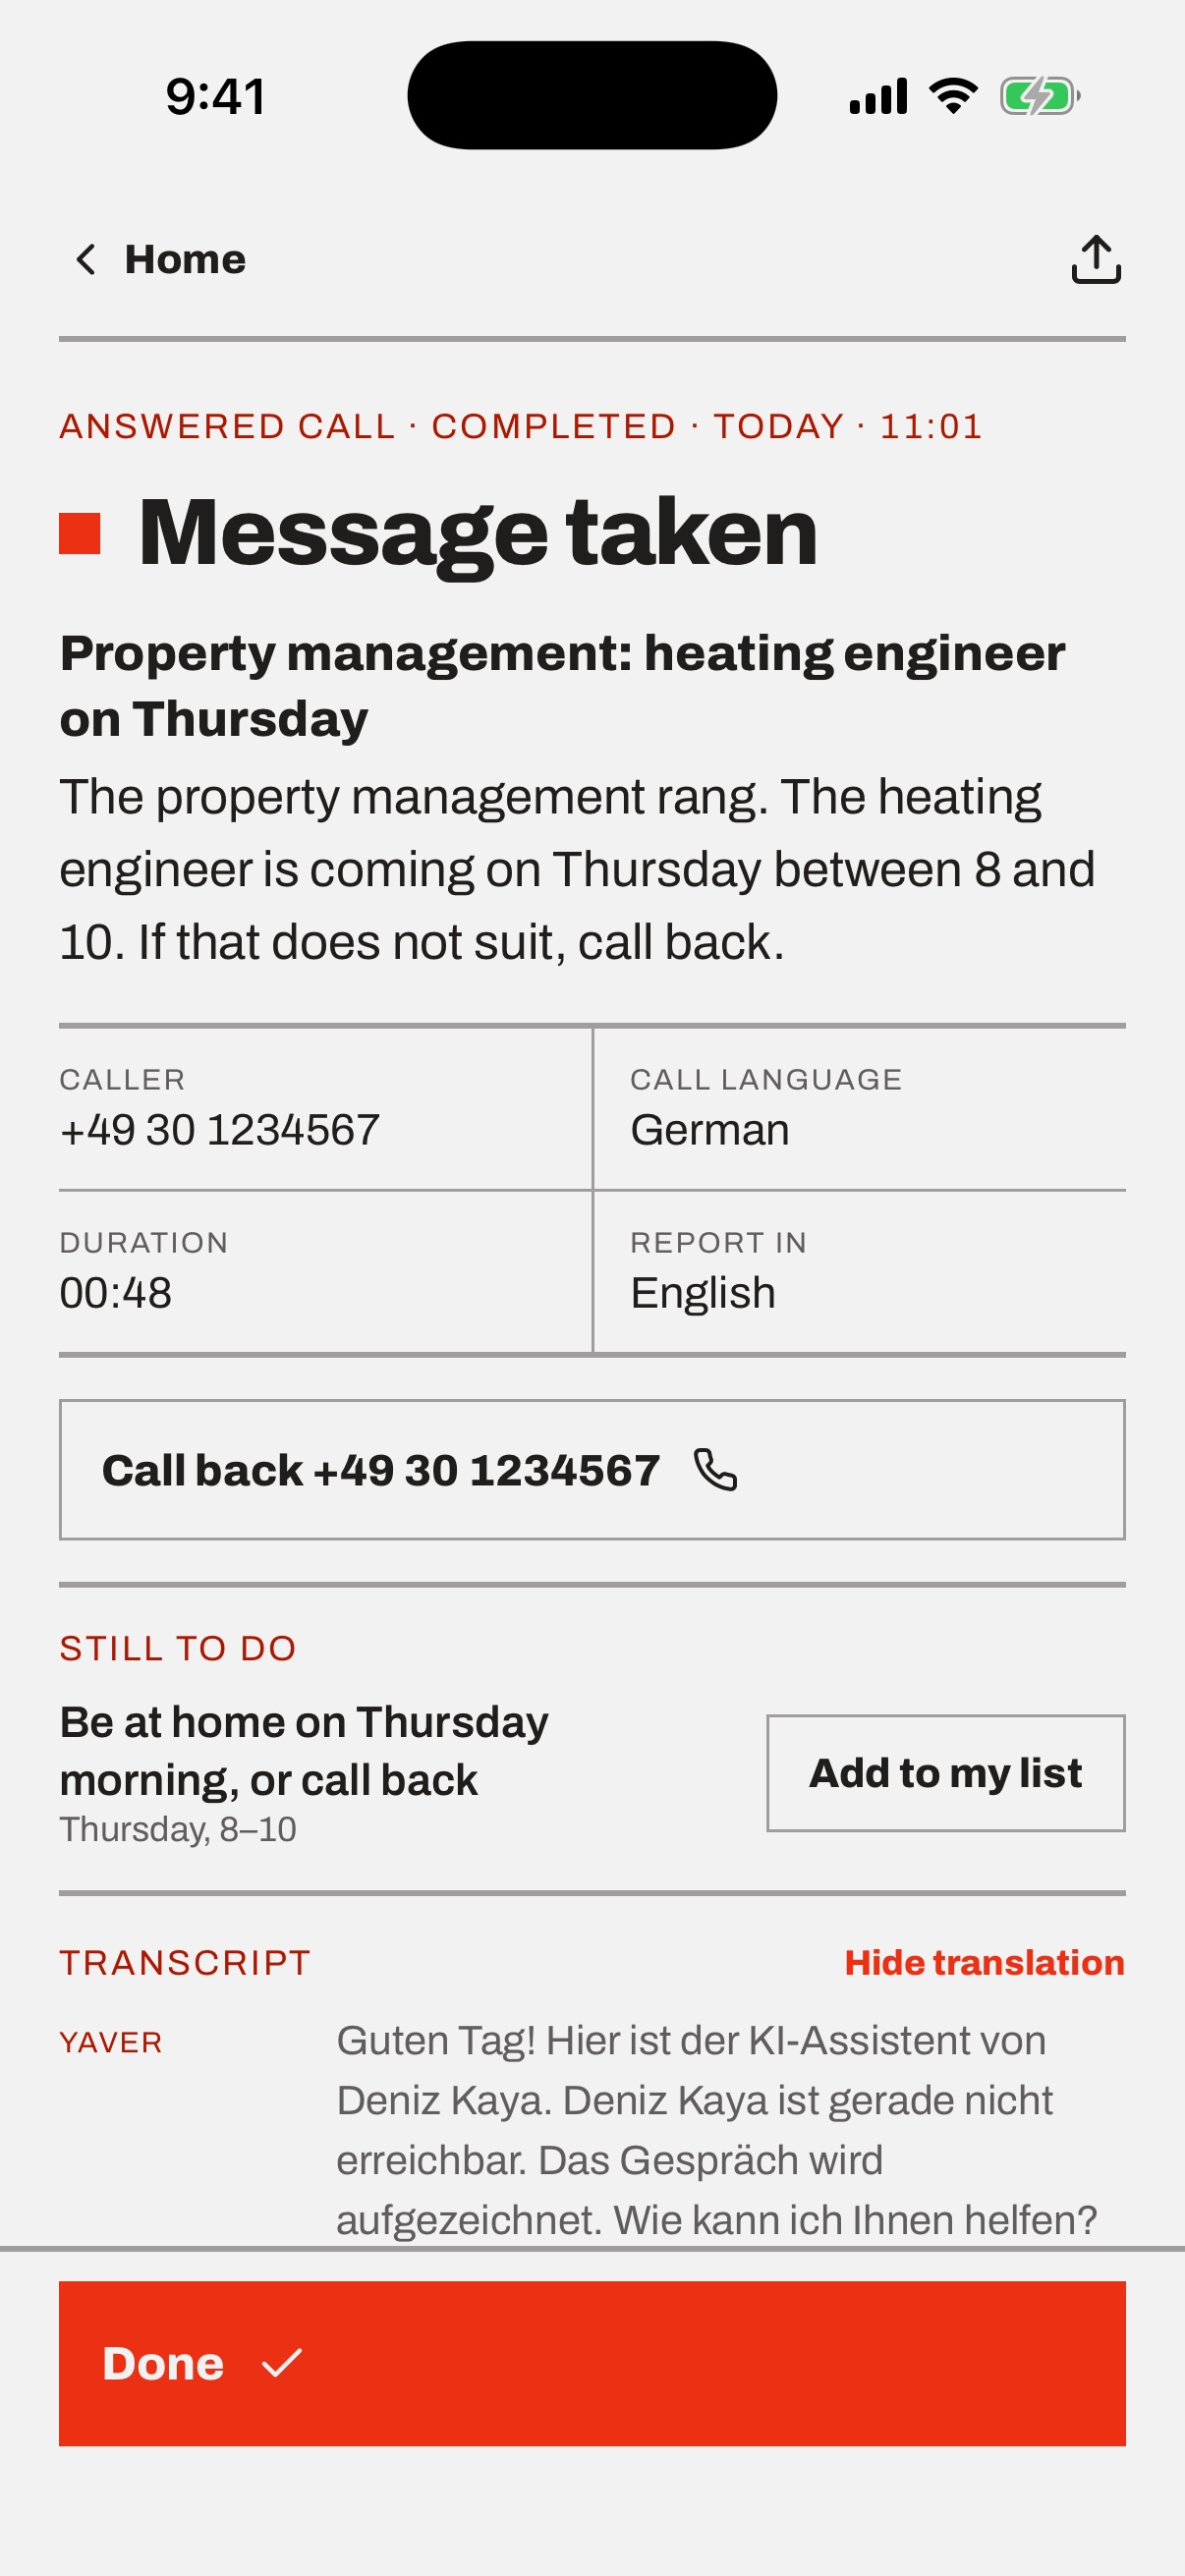 9:41
Home
ANSWERED CALL · COMPLETED · TODAY · 11:01
Message taken
Property management: heating engineer
on Thursday
The property management rang. The heating
engineer is coming on Thursday between 8 and
10. If that does not suit, call back.
CALLER
+49 30 1234567
CALL LANGUAGE
German
DURATION
00:48
REPORT IN
English
Call back +49 30 1234567
STILL TO DO
Be at home on Thursday
morning, or call back
Thursday, 8–10
Add to my list
TRANSCRIPT
Hide translation
YAVER
Guten Tag! Hier ist der KI-Assistent von
Deniz Kaya. Deniz Kaya ist gerade nicht
erreichbar. Das Gespräch wird
aufgezeichnet. Wie kann ich Ihnen helfen?
Done